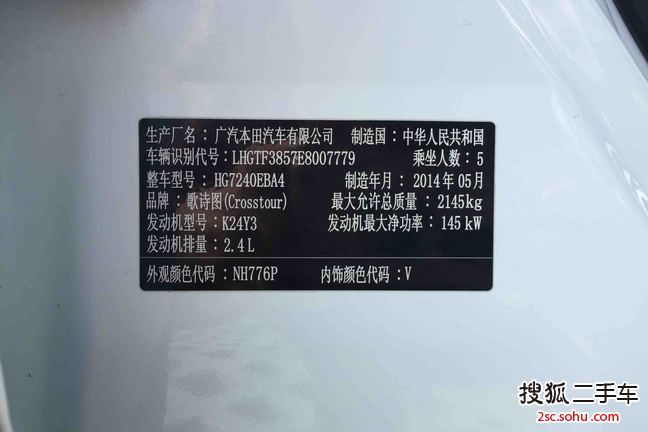 生产厂名：广汽本田汽车有限公司 制造国：中华人民共和国
车辆识别代号：LHGTF3857E8007779 乘坐人数：5
整车型号：HG7240EBA4 制造年月：2014年05月
品牌：歌诗图(Crosstour) 最大允许总质量：2145kg
发动机型号：K24Y3 发动机最大净功率：145kW
发动机排量：2.4L
外观颜色代码：NH776P 内饰颜色代码：V
搜狐二手车
2sc.sohu.com